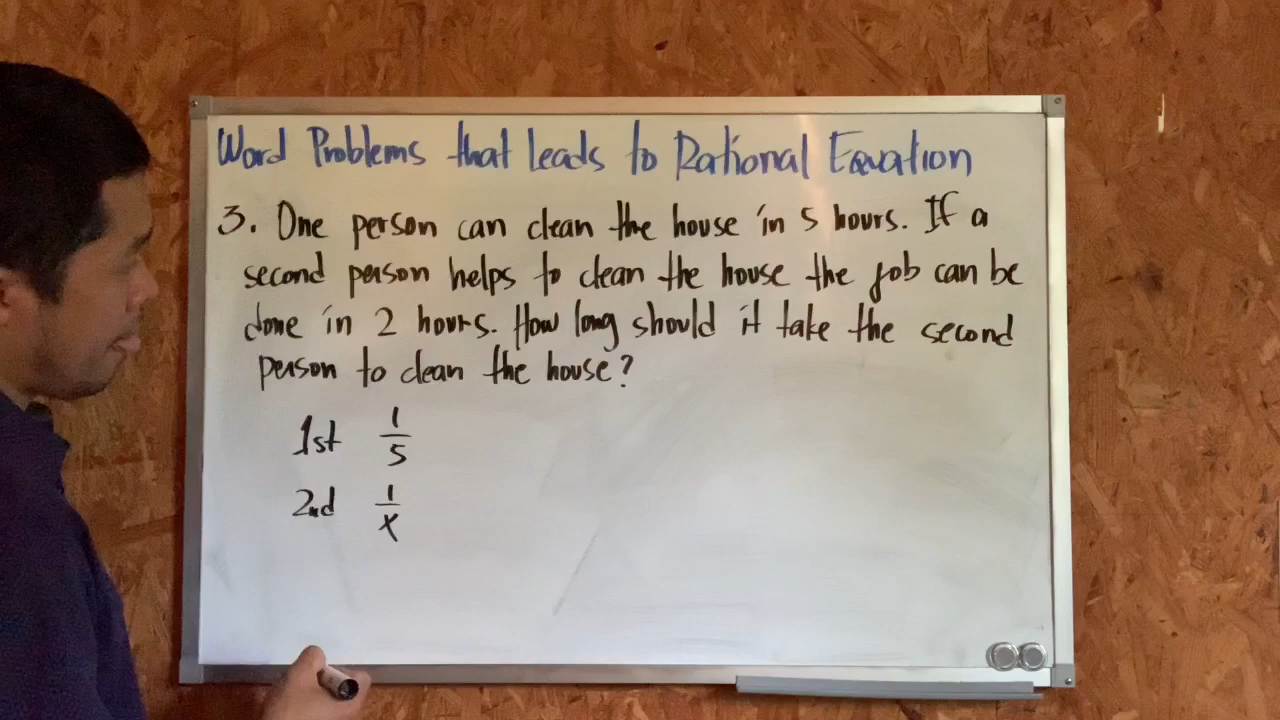 Word Problems that leads to Rational Equation
3. One person can clean the house in 5 hours. If a
second person helps to clean the house the job can be
done in 2 hours. How long should it take the second
person to clean the house?
1st 1/5
2nd 1/x